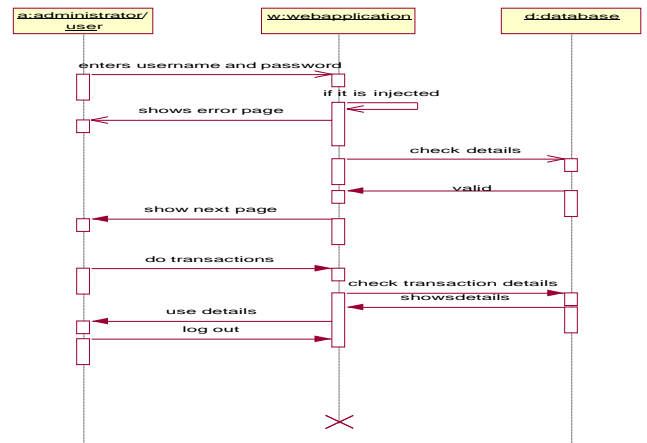 a:administrator/
user
w:webapplication
d:database
enters username and password
if it is injected
shows error page
check details
valid
show next page
do transactions
check transaction details
showsdetails
use details
log out